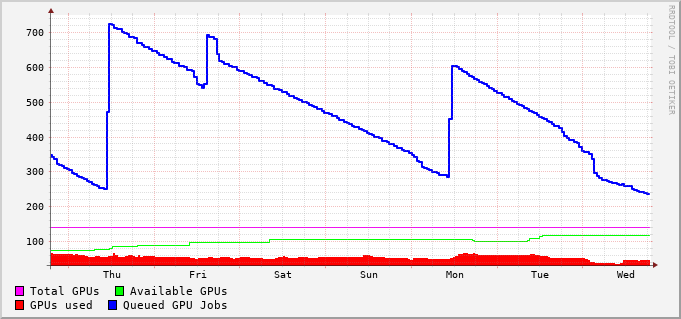 RRDTOOL / TOBI OETIKER
700
600
500
400
300
200
100
Thu Fri Sat Sun Mon Tue Wed
Total GPUs Available GPUs
GPUs used Queued GPU Jobs